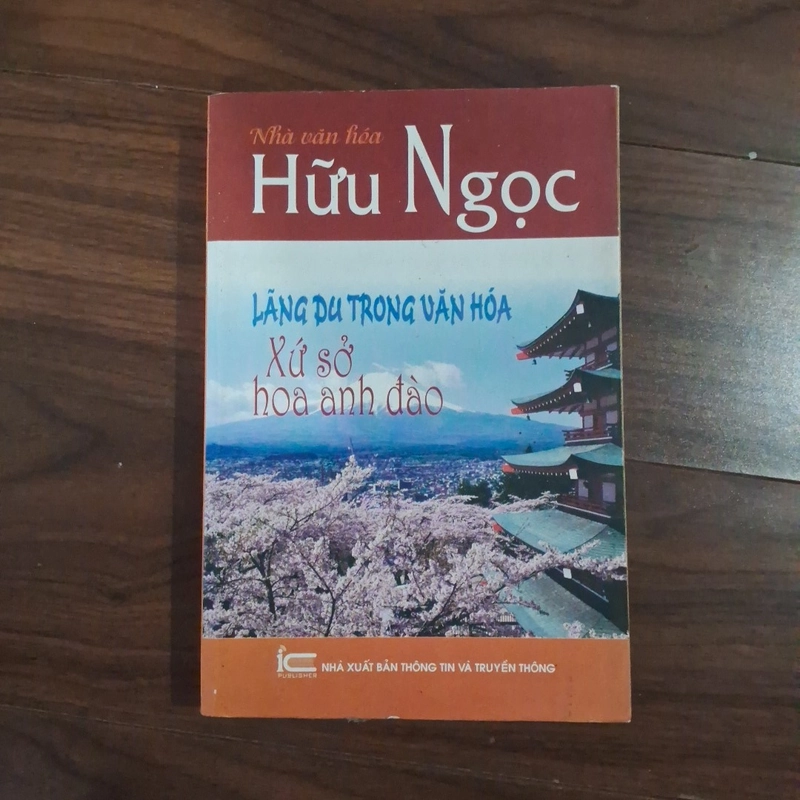 Nhà văn hóa
Hữu Ngọc
LÃNG DU TRONG VĂN HÓA
Xứ sở
hoa anh đào
ic
PUBLISHER
NHÀ XUẤT BẢN THÔNG TIN VÀ TRUYỀN THÔNG